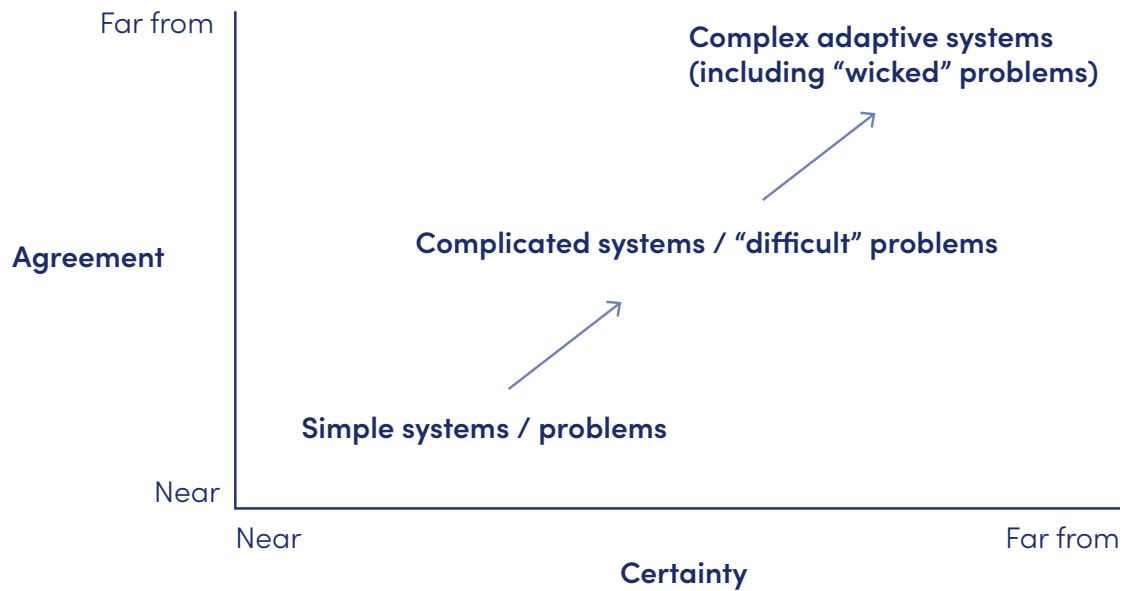 Far from
Complex adaptive systems
(including “wicked” problems)
Agreement
Complicated systems / “difficult” problems
Simple systems / problems
Near
Near
Far from
Certainty